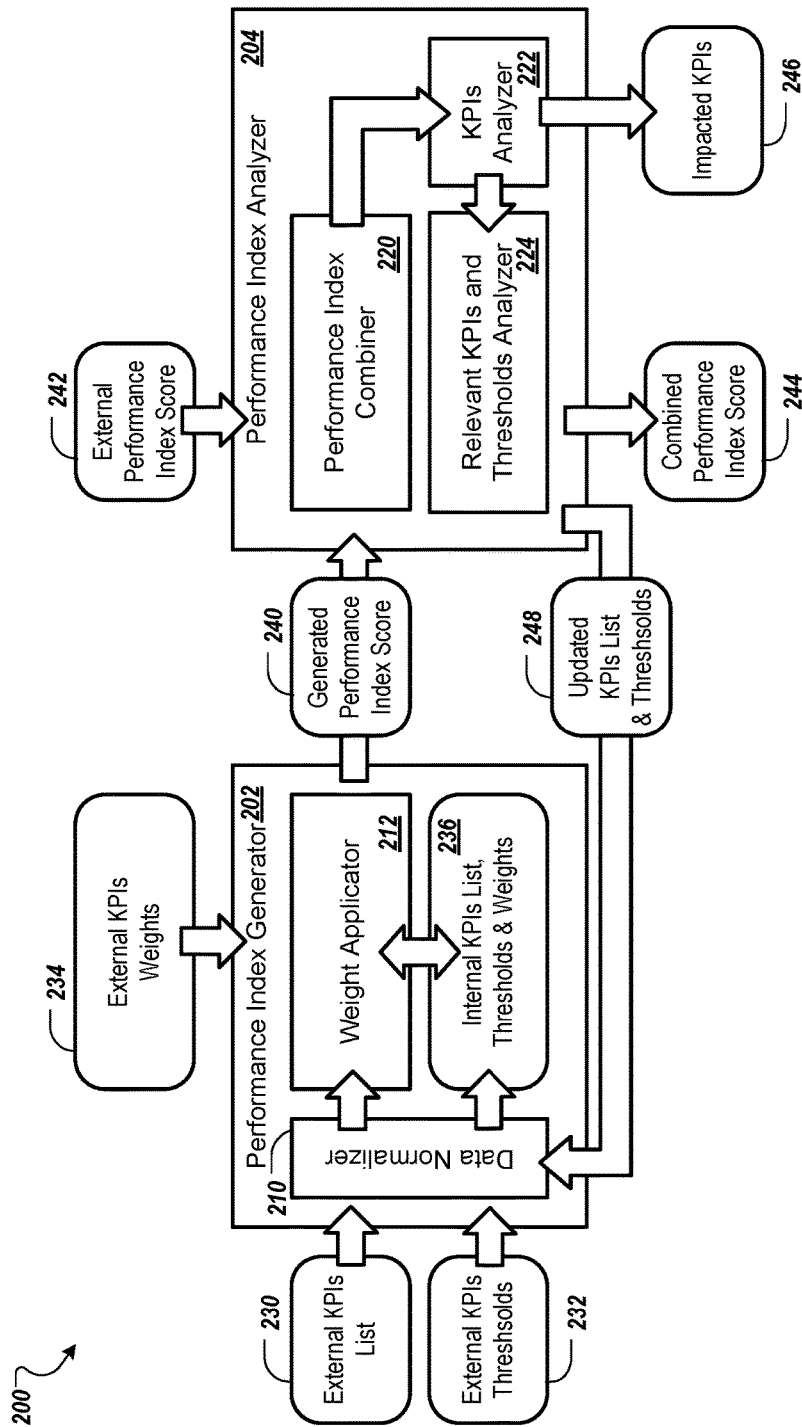 200
External KPIs
List
230
External KPIs
Threshsolds
232
External KPIs
Weights
234
Performance Index Generator
202
Data Normalizer
210
Weight Applicator
212
Internal KPIs List,
Thresholds & Weights
236
Generated
Performance
Index Score
240
Updated
KPIs List
& Threshsolds
248
External
Performance
Index Score
242
Performance Index Analyzer
204
Performance Index
Combiner
220
KPIs
Analyzer
222
Relevant KPIs and
Thresholds Analyzer
224
Combined
Performance
Index Score
244
Impacted KPIs
246